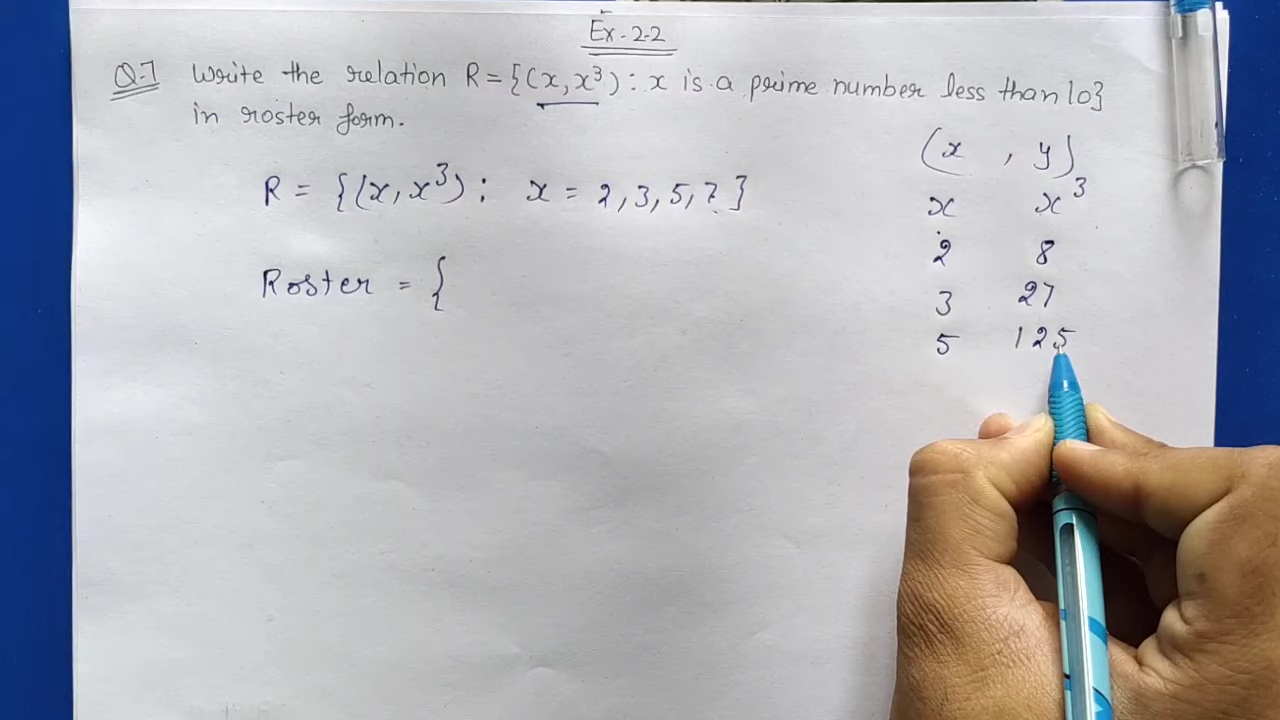 Ex-2.2
Q.7 Write the relation R = {(x, x³) : x is a prime number less than 10}
in roster form.
R = {(x, x³) : x = 2, 3, 5, 7}
Roster = {
(x , y)
x x³
2 8
3 27
5 125